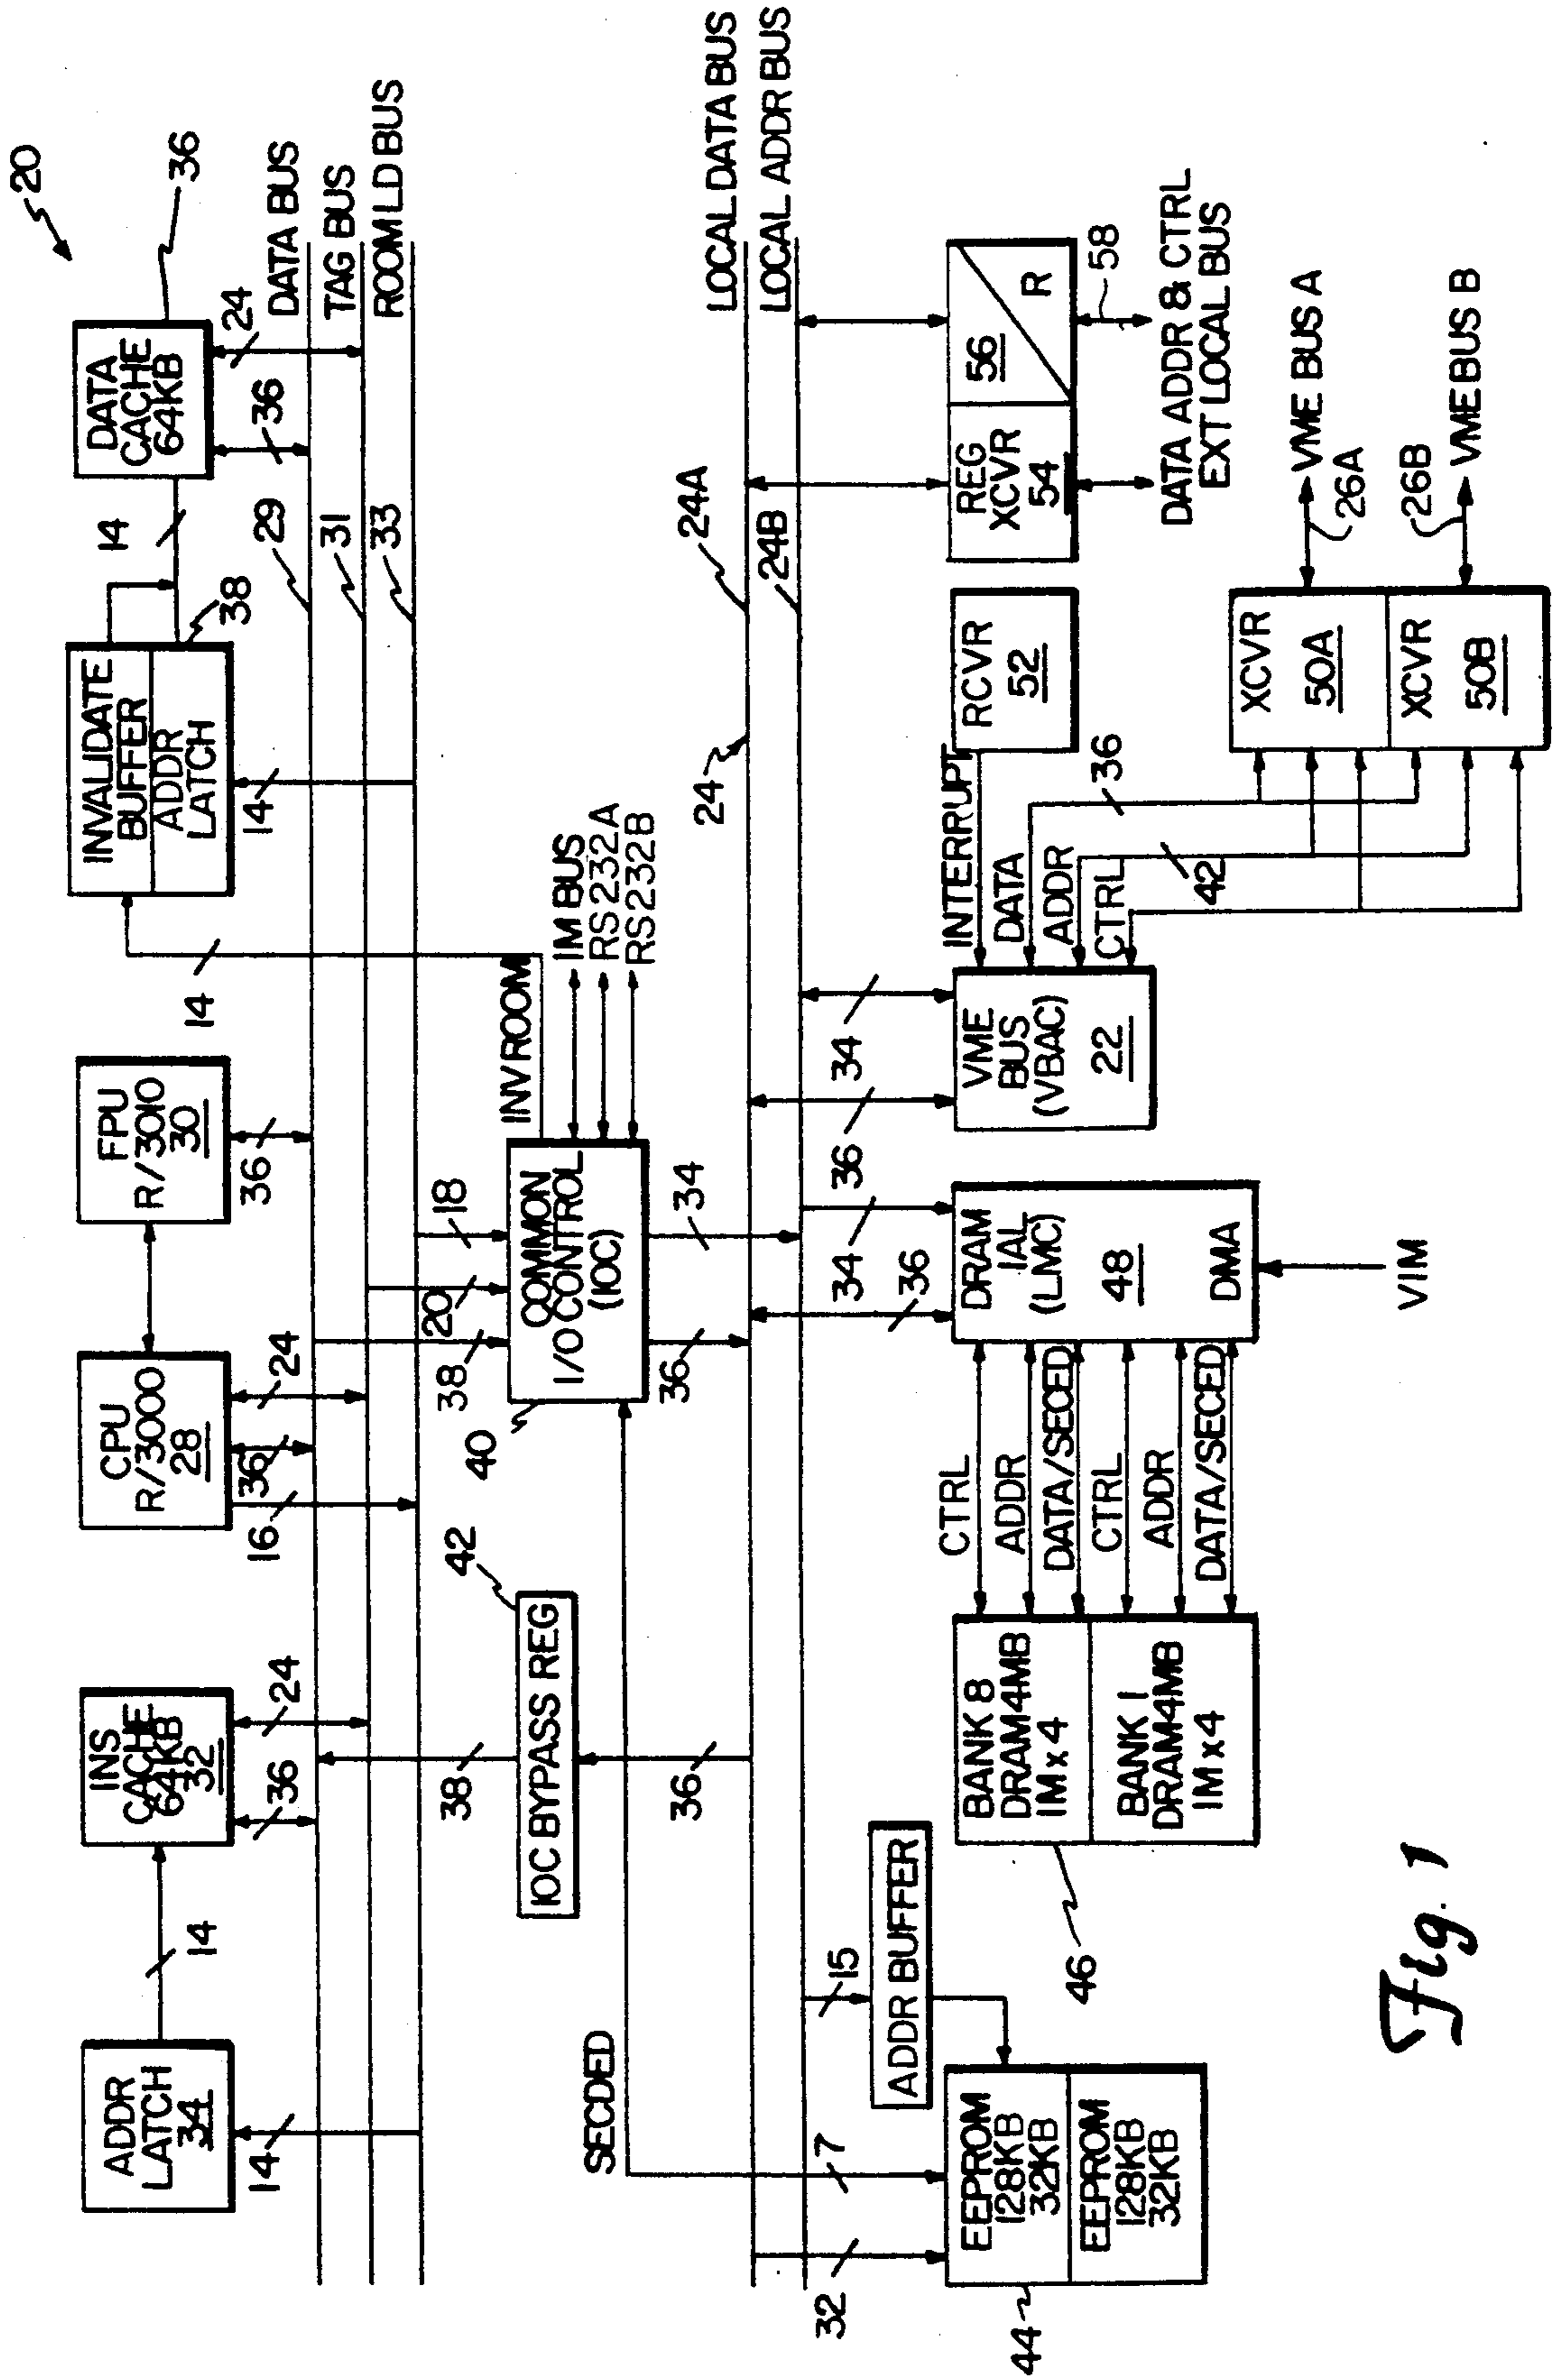 20
ADDR
LATCH
34
14
14
INS
CACHE
64KB
32
36
24
CPU
R/3000
28
16
36
24
FPU
R/3010
30
36
14
INVALIDATE
BUFFER
ADDR
LATCH
38
14
14
DATA
CACHE
64KB
36
36
24
29
DATA BUS
31
TAG BUS
33
ROOM LD BUS
42
IOC BYPASS REG
38
36
40
COMMON
I/O CONTROL
(IOC)
38
20
18
36
34
INV ROOM
IM BUS
RS232A
RS232B
SECDED
24
24A
24B
LOCAL DATA BUS
LOCAL ADDR BUS
32
7
15
ADDR BUFFER
44
EEPROM
128KB
32KB
EEPROM
128KB
32KB
46
BANK 8
DRAM4MB
1M x 4
BANK 1
DRAM4MB
1M x 4
CTRL
ADDR
DATA/SECED
CTRL
ADDR
DATA/SECED
36
34
DRAM
IAL
(LMC)
48
DMA
VIM
36
34
VME
BUS
(VBAC)
22
INTERRUPT
DATA
ADDR
CTRL
36
42
RCVR
52
REG
XCVR
54
56
R
58
DATA ADDR & CTRL
EXT LOCAL BUS
XCVR
50A
XCVR
50B
VME BUS A
26A
26B
VME BUS B
Fig. 1